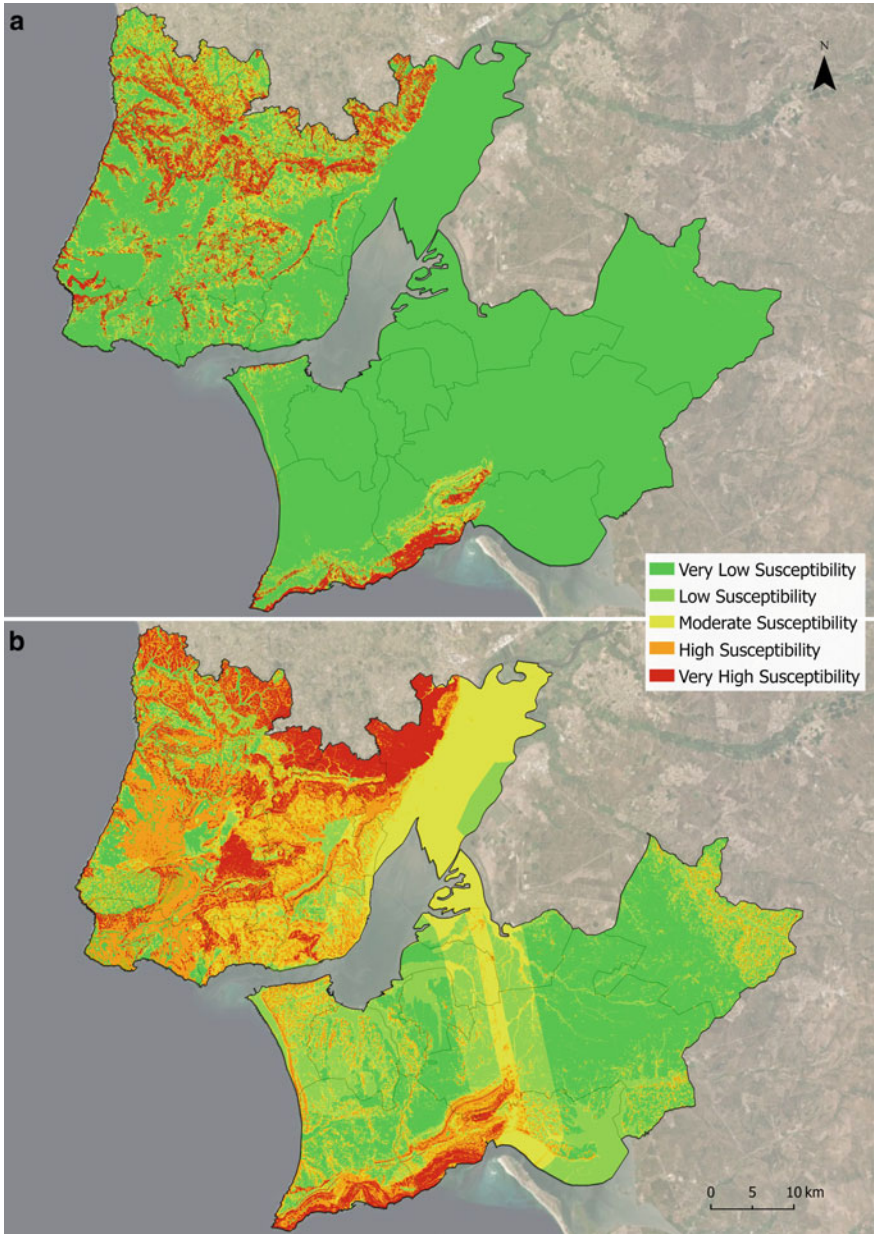 a
N
Very Low Susceptibility
Low Susceptibility
Moderate Susceptibility
High Susceptibility
Very High Susceptibility
b
0 5 10 km